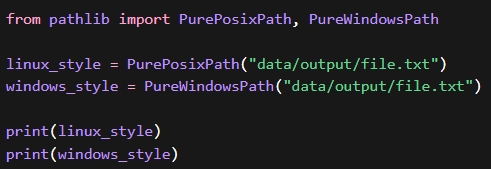 from pathlib import PurePosixPath, PureWindowsPath

linux_style = PurePosixPath("data/output/file.txt")
windows_style = PureWindowsPath("data/output/file.txt")

print(linux_style)
print(windows_style)